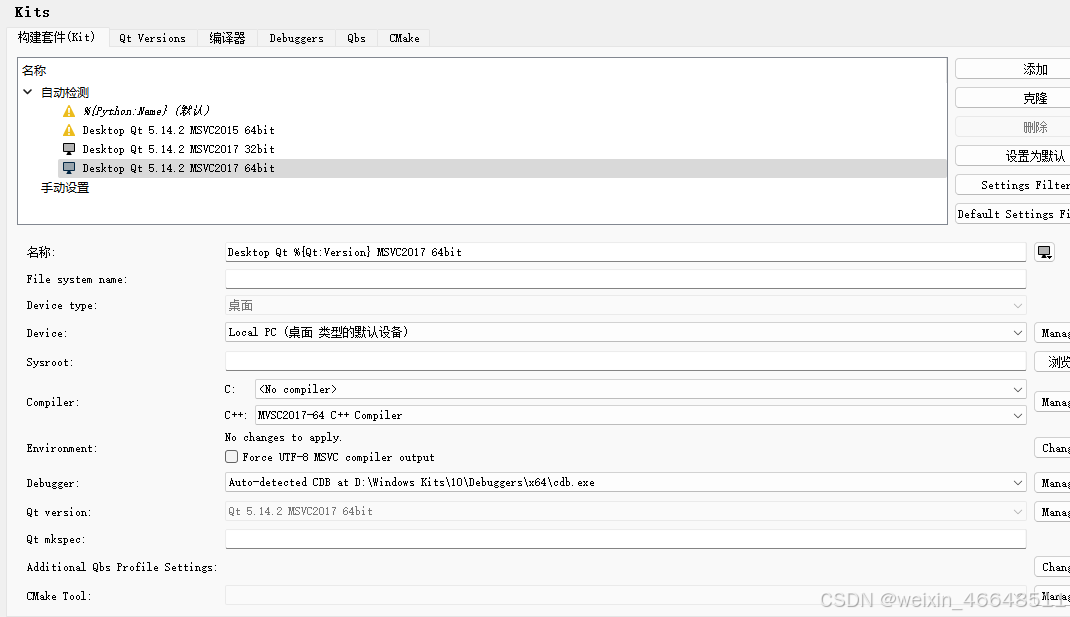 Kits
构建套件(Kit) Qt Versions 编译器 Debuggers Qbs CMake
名称
自动检测
%{Python:Name} (默认)
Desktop Qt 5.14.2 MSVC2015 64bit
Desktop Qt 5.14.2 MSVC2017 32bit
Desktop Qt 5.14.2 MSVC2017 64bit
手动设置
添加
克隆
删除
设置为默认
Settings Filter
Default Settings Fi
名称: Desktop Qt %{Qt:Version} MSVC2017 64bit
File system name:
Device type: 桌面
Device: Local PC (桌面 类型的默认设备) Manag
Sysroot: 浏览
Compiler: C: <No compiler> Manag
C++: MVSC2017-64 C++ Compiler
Environment: No changes to apply. Chang
Force UTF-8 MSVC compiler output
Debugger: Auto-detected CDB at D:\Windows Kits\10\Debuggers\x64\cdb.exe Manag
Qt version: Qt 5.14.2 MSVC2017 64bit Manag
Qt mkspec:
Additional Qbs Profile Settings: Chang
CMake Tool: Manag
CSDN @weixin_46648511